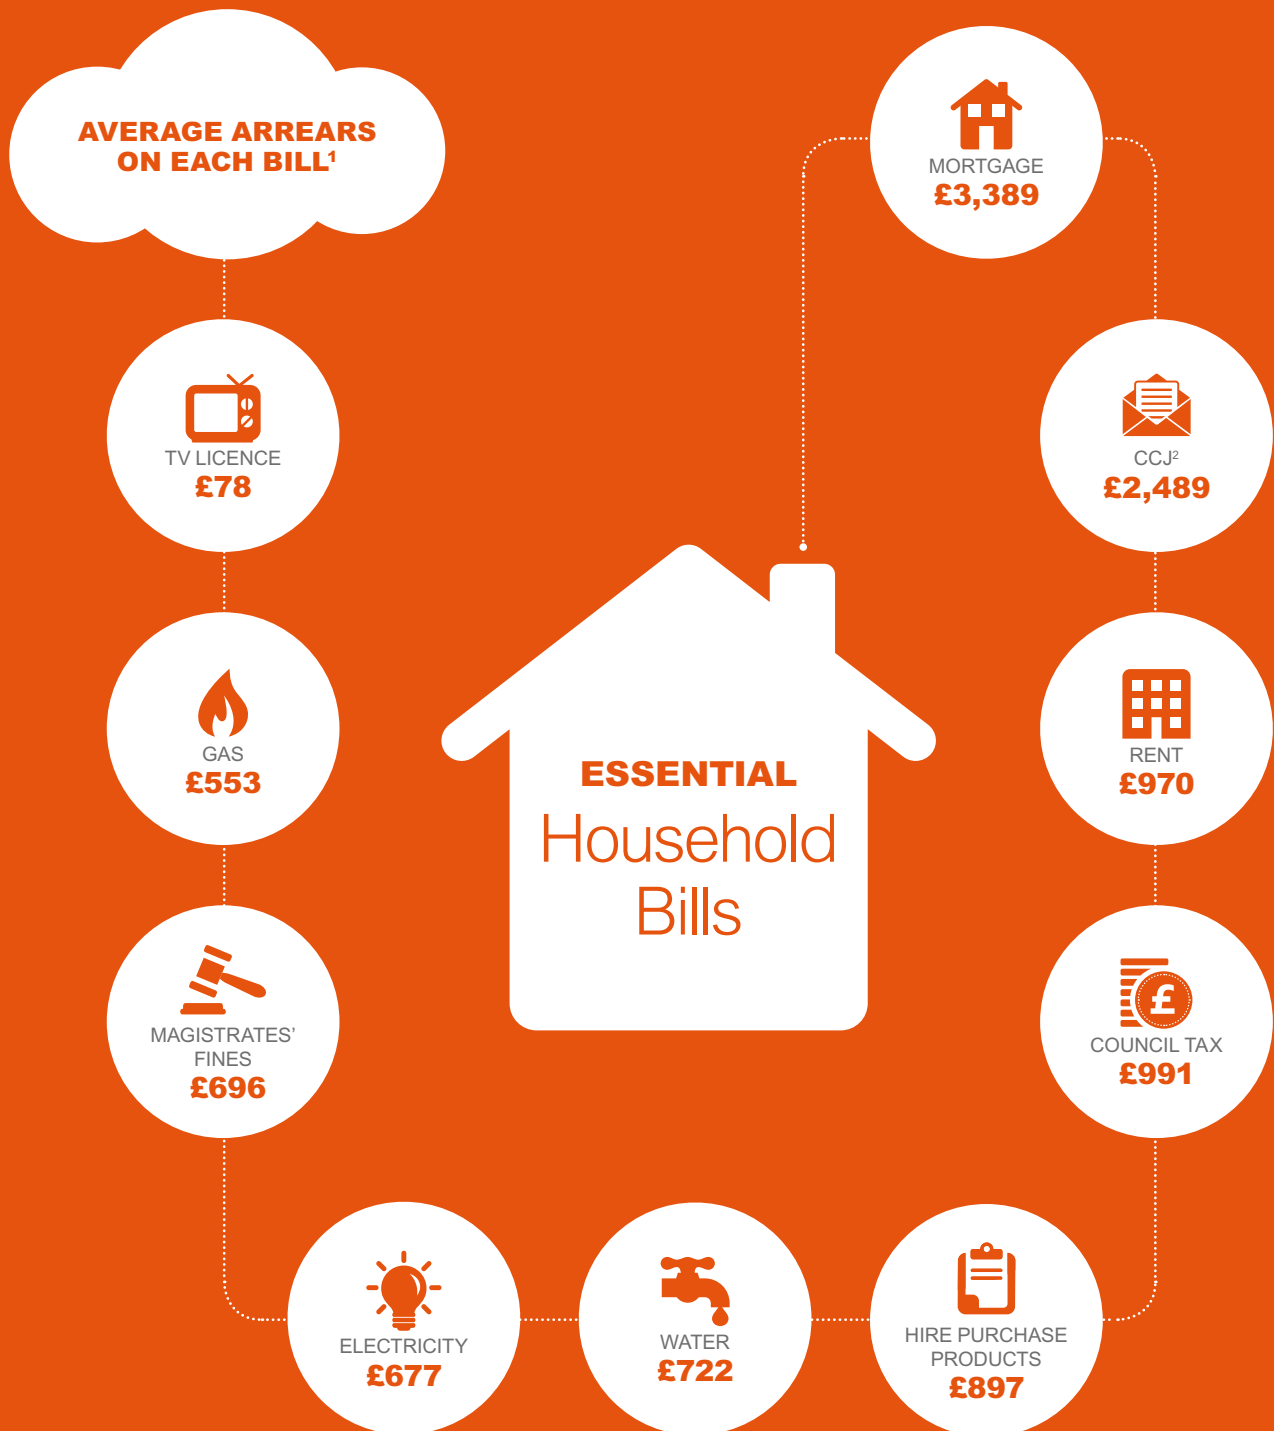 AVERAGE ARREARS
ON EACH BILL¹
MORTGAGE
£3,389
TV LICENCE
£78
CCJ²
£2,489
GAS
£553
RENT
£970
ESSENTIAL
Household
Bills
MAGISTRATES’
FINES
£696
£
COUNCIL TAX
£991
ELECTRICITY
£677
WATER
£722
HIRE PURCHASE
PRODUCTS
£897